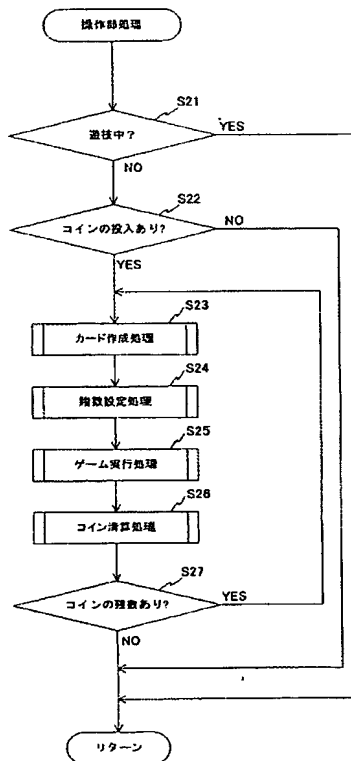 操作部処理
S21
遊技中?
YES
NO
S22
コインの投入あり?
NO
YES
S23
カード作成処理
S24
賭数設定処理
S25
ゲーム実行処理
S26
コイン清算処理
S27
コインの残数あり?
YES
NO
リターン